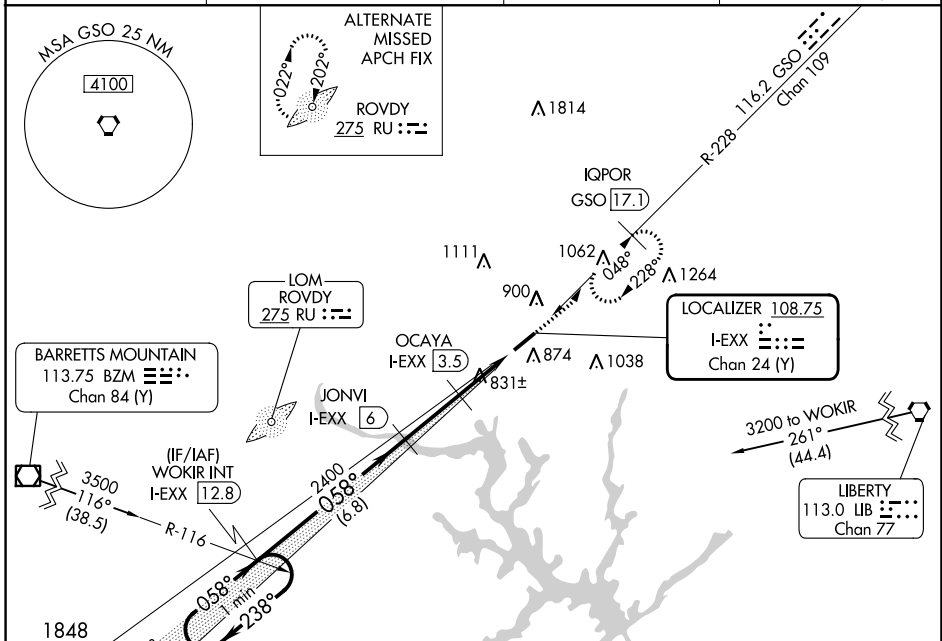 MSA GSO 25 NM
4100
ALTERNATE
MISSED
APCH FIX
022°
202°
ROVDY
275 RU
1814
116.2 GSO
Chan 109
R-228
IQPOR
GSO 17.1
1111
1062
048°
228°
1264
900
LOM
ROVDY
275 RU
LOCALIZER 108.75
I-EXX
Chan 24 (Y)
OCAYA
I-EXX 3.5
874
1038
831±
BARRETTS MOUNTAIN
113.75 BZM
Chan 84 (Y)
JONVI
I-EXX 6
3200 to WOKIR
261°
(44.4)
(IF/IAF)
WOKIR INT
I-EXX 12.8
2400
058°
(6.8)
3500
116°
(38.5)
R-116
LIBERTY
113.0 LIB
Chan 77
058°
1 min
238°
1848